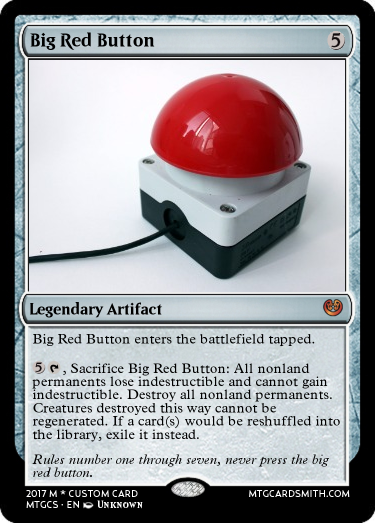 Big Red Button 5
Legendary Artifact
Big Red Button enters the battlefield tapped.
5 , Sacrifice Big Red Button: All nonland
permanents lose indestructible and cannot gain
indestructible. Destroy all nonland permanents.
Creatures destroyed this way cannot be
regenerated. If a card(s) would be reshuffled into
the library, exile it instead.
Rules number one through seven, never press the big
red button.
2017 M * CUSTOM CARD
MTGCS · EN UNKNOWN
MTGCARDSMITH.COM